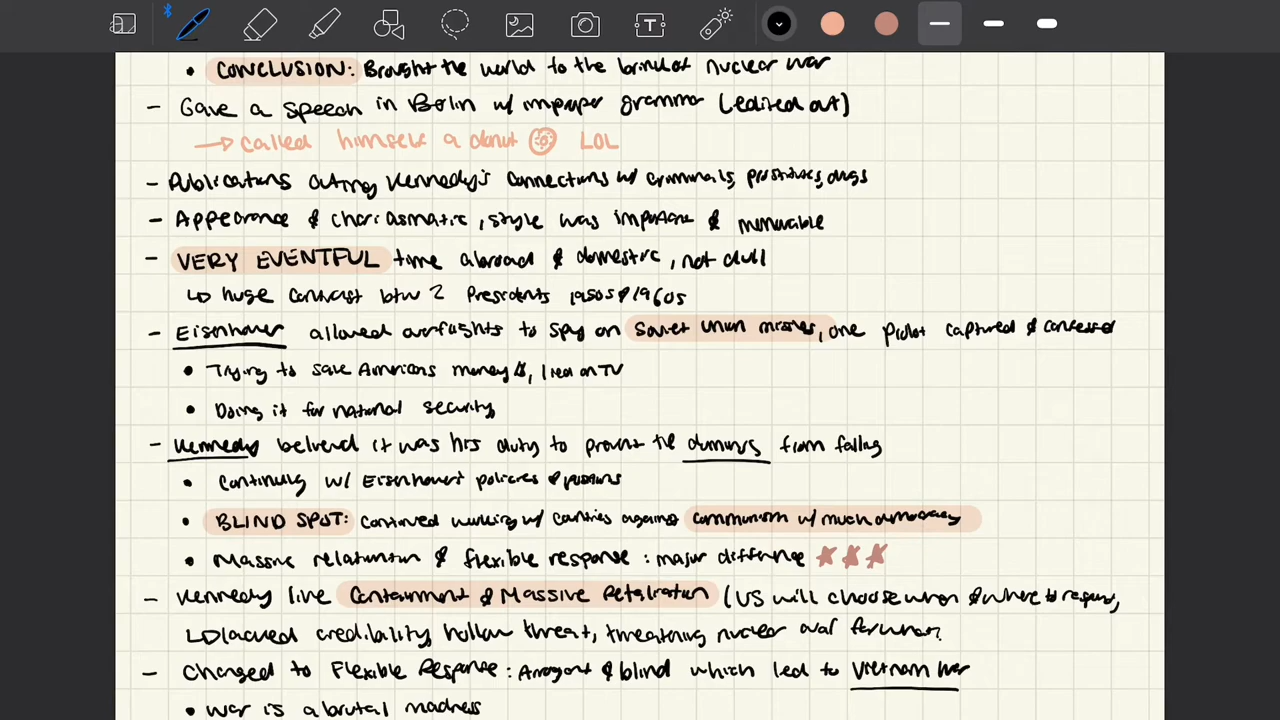 • CONCLUSION: Brought the world to the brink of nuclear war
- Gave a speech in Berlin w/ improper grammar (edited out)
→ called himself a donut LOL
- Publications outing Kennedy's connections w/ criminals, prostitutes, drugs
- Appearance & chariasmatic, style was important & memorable
- VERY EVENTFUL time abroad & domestic, not dull
↳ huge contrast btw 2 Presidents 1950s & 1960s
- Eisenhower allowed overflights to spy on Soviet Union missiles, one pilot captured & confessed
• Trying to save Americans money $, lied on TV
• Doing it for national security
- Kennedy believed it was his duty to prevent the dominos from falling
• Continuing w/ Eisenhower's policies &
• BLIND SPOT: continued working w/ countries against communism w/ much democracy
• Massive retaliation & flexible response: major difference ★ ★ ★
- Kennedy Containment & Massive Retaliation (US will choose when & where to respond,
↳ lacked credibility, hollow threat, threatening nuclear war for what?
- Changed to Flexible Response: Arrogant & blind which led to Vietnam War
• War is a brutal madness